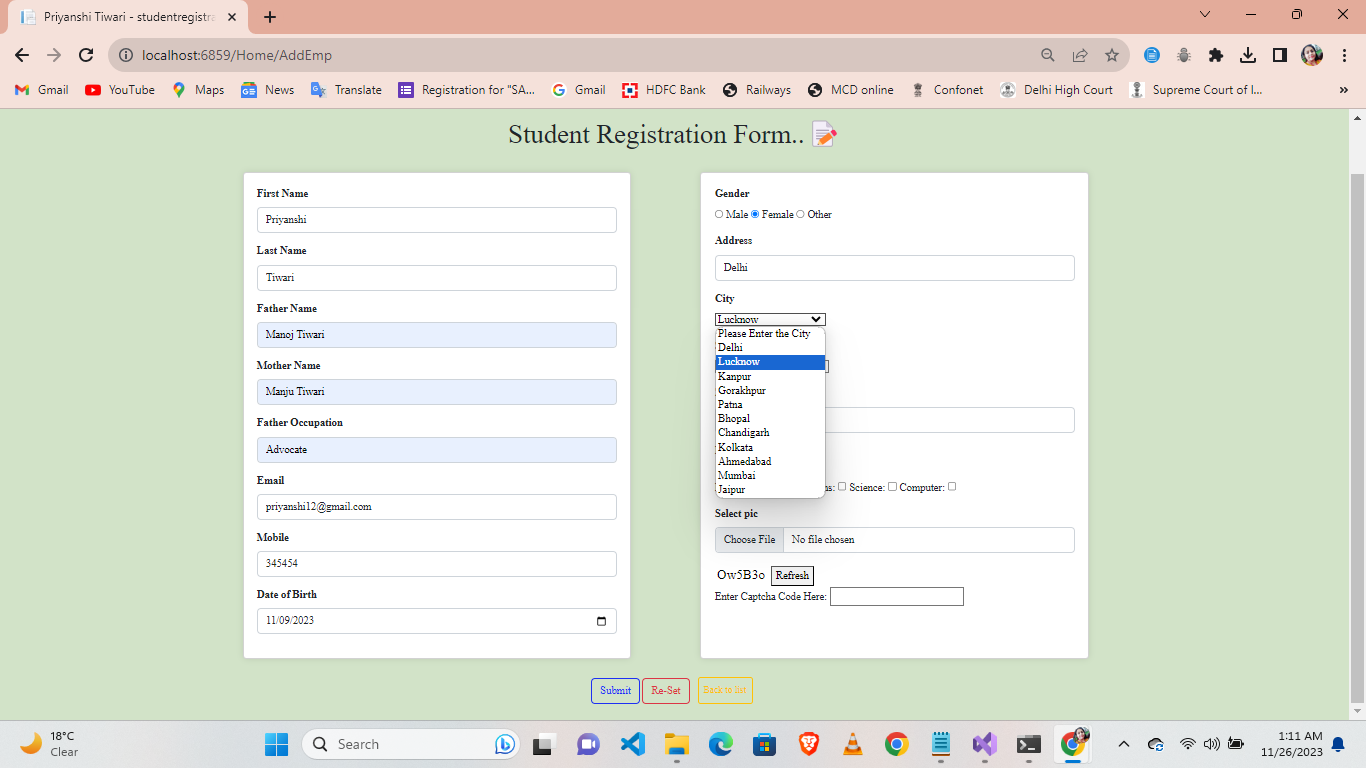 Priyanshi Tiwari - studentregistra
localhost:6859/Home/AddEmp
Gmail YouTube Maps News Translate Registration for "SA... Gmail HDFC Bank Railways MCD online Confonet Delhi High Court Supreme Court of I... »
Student Registration Form..
First Name
Priyanshi
Last Name
Tiwari
Father Name
Manoj Tiwari
Mother Name
Manju Tiwari
Father Occupation
Advocate
Email
priyanshi12@gmail.com
Mobile
345454
Date of Birth
11/09/2023
Gender
Male Female Other
Address
Delhi
City
Lucknow
Please Enter the City
Delhi
Lucknow
Kanpur
Gorakhpur
Patna
Bhopal
Chandigarh
Kolkata
Ahmedabad
Mumbai
Jaipur
Science: Computer:
Select pic
Choose File No file chosen
Ow5B3o Refresh
Enter Captcha Code Here:
Submit Re-Set Back to list
18°C
Clear
Search
1:11 AM
11/26/2023